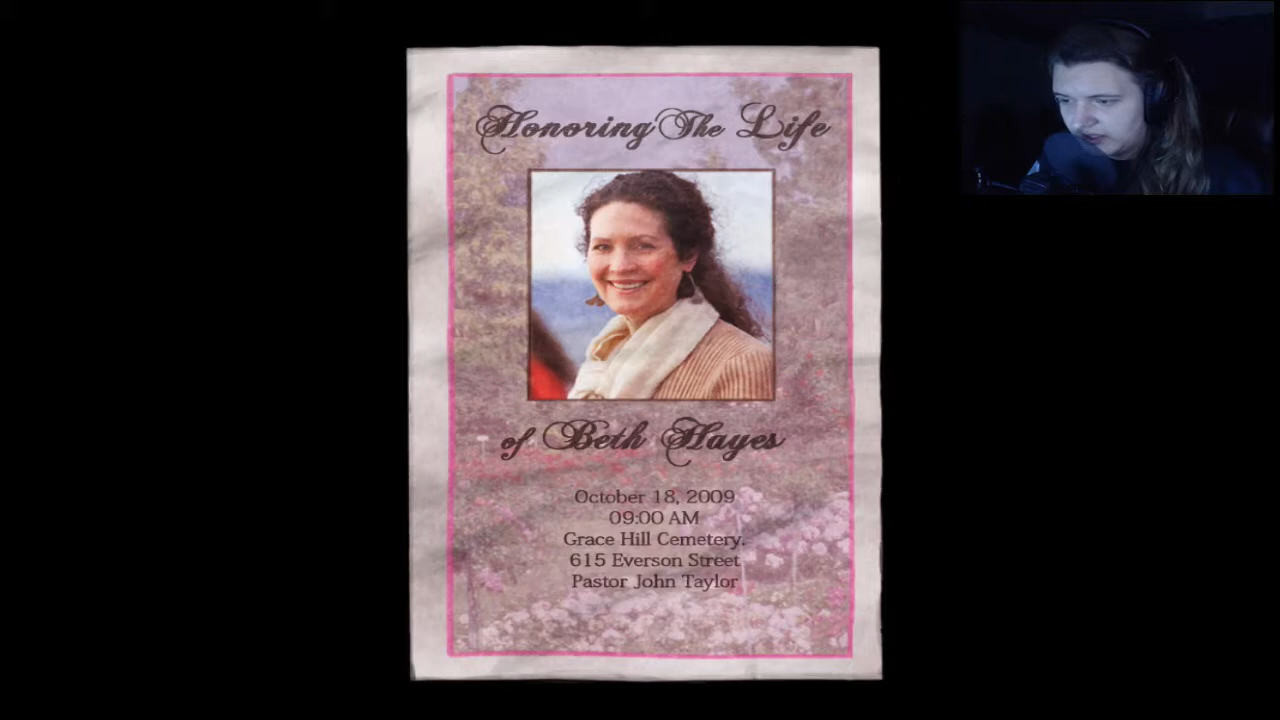 Honoring The Life
of Beth Hayes
October 18, 2009
09:00 AM
Grace Hill Cemetery.
615 Everson Street
Pastor John Taylor